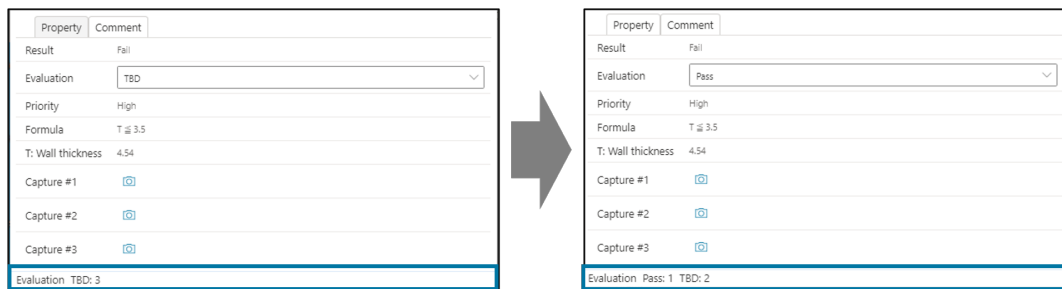 Property Comment
Result Fail
Evaluation TBD
Priority High
Formula T ≦ 3.5
T: Wall thickness 4.54
Capture #1
Capture #2
Capture #3
Evaluation TBD: 3
Property Comment
Result Fail
Evaluation Pass
Priority High
Formula T ≦ 3.5
T: Wall thickness 4.54
Capture #1
Capture #2
Capture #3
Evaluation Pass: 1 TBD: 2